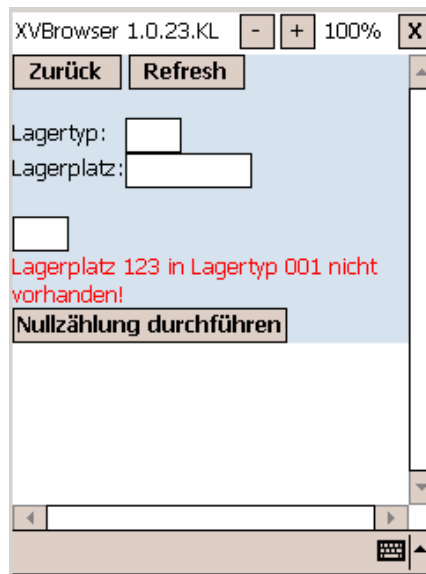 XVBrowser 1.0.23.KL - + 100% X
Zurück Refresh
Lagertyp:
Lagerplatz:
Lagerplatz 123 in Lagertyp 001 nicht
vorhanden!
Nullzählung durchführen